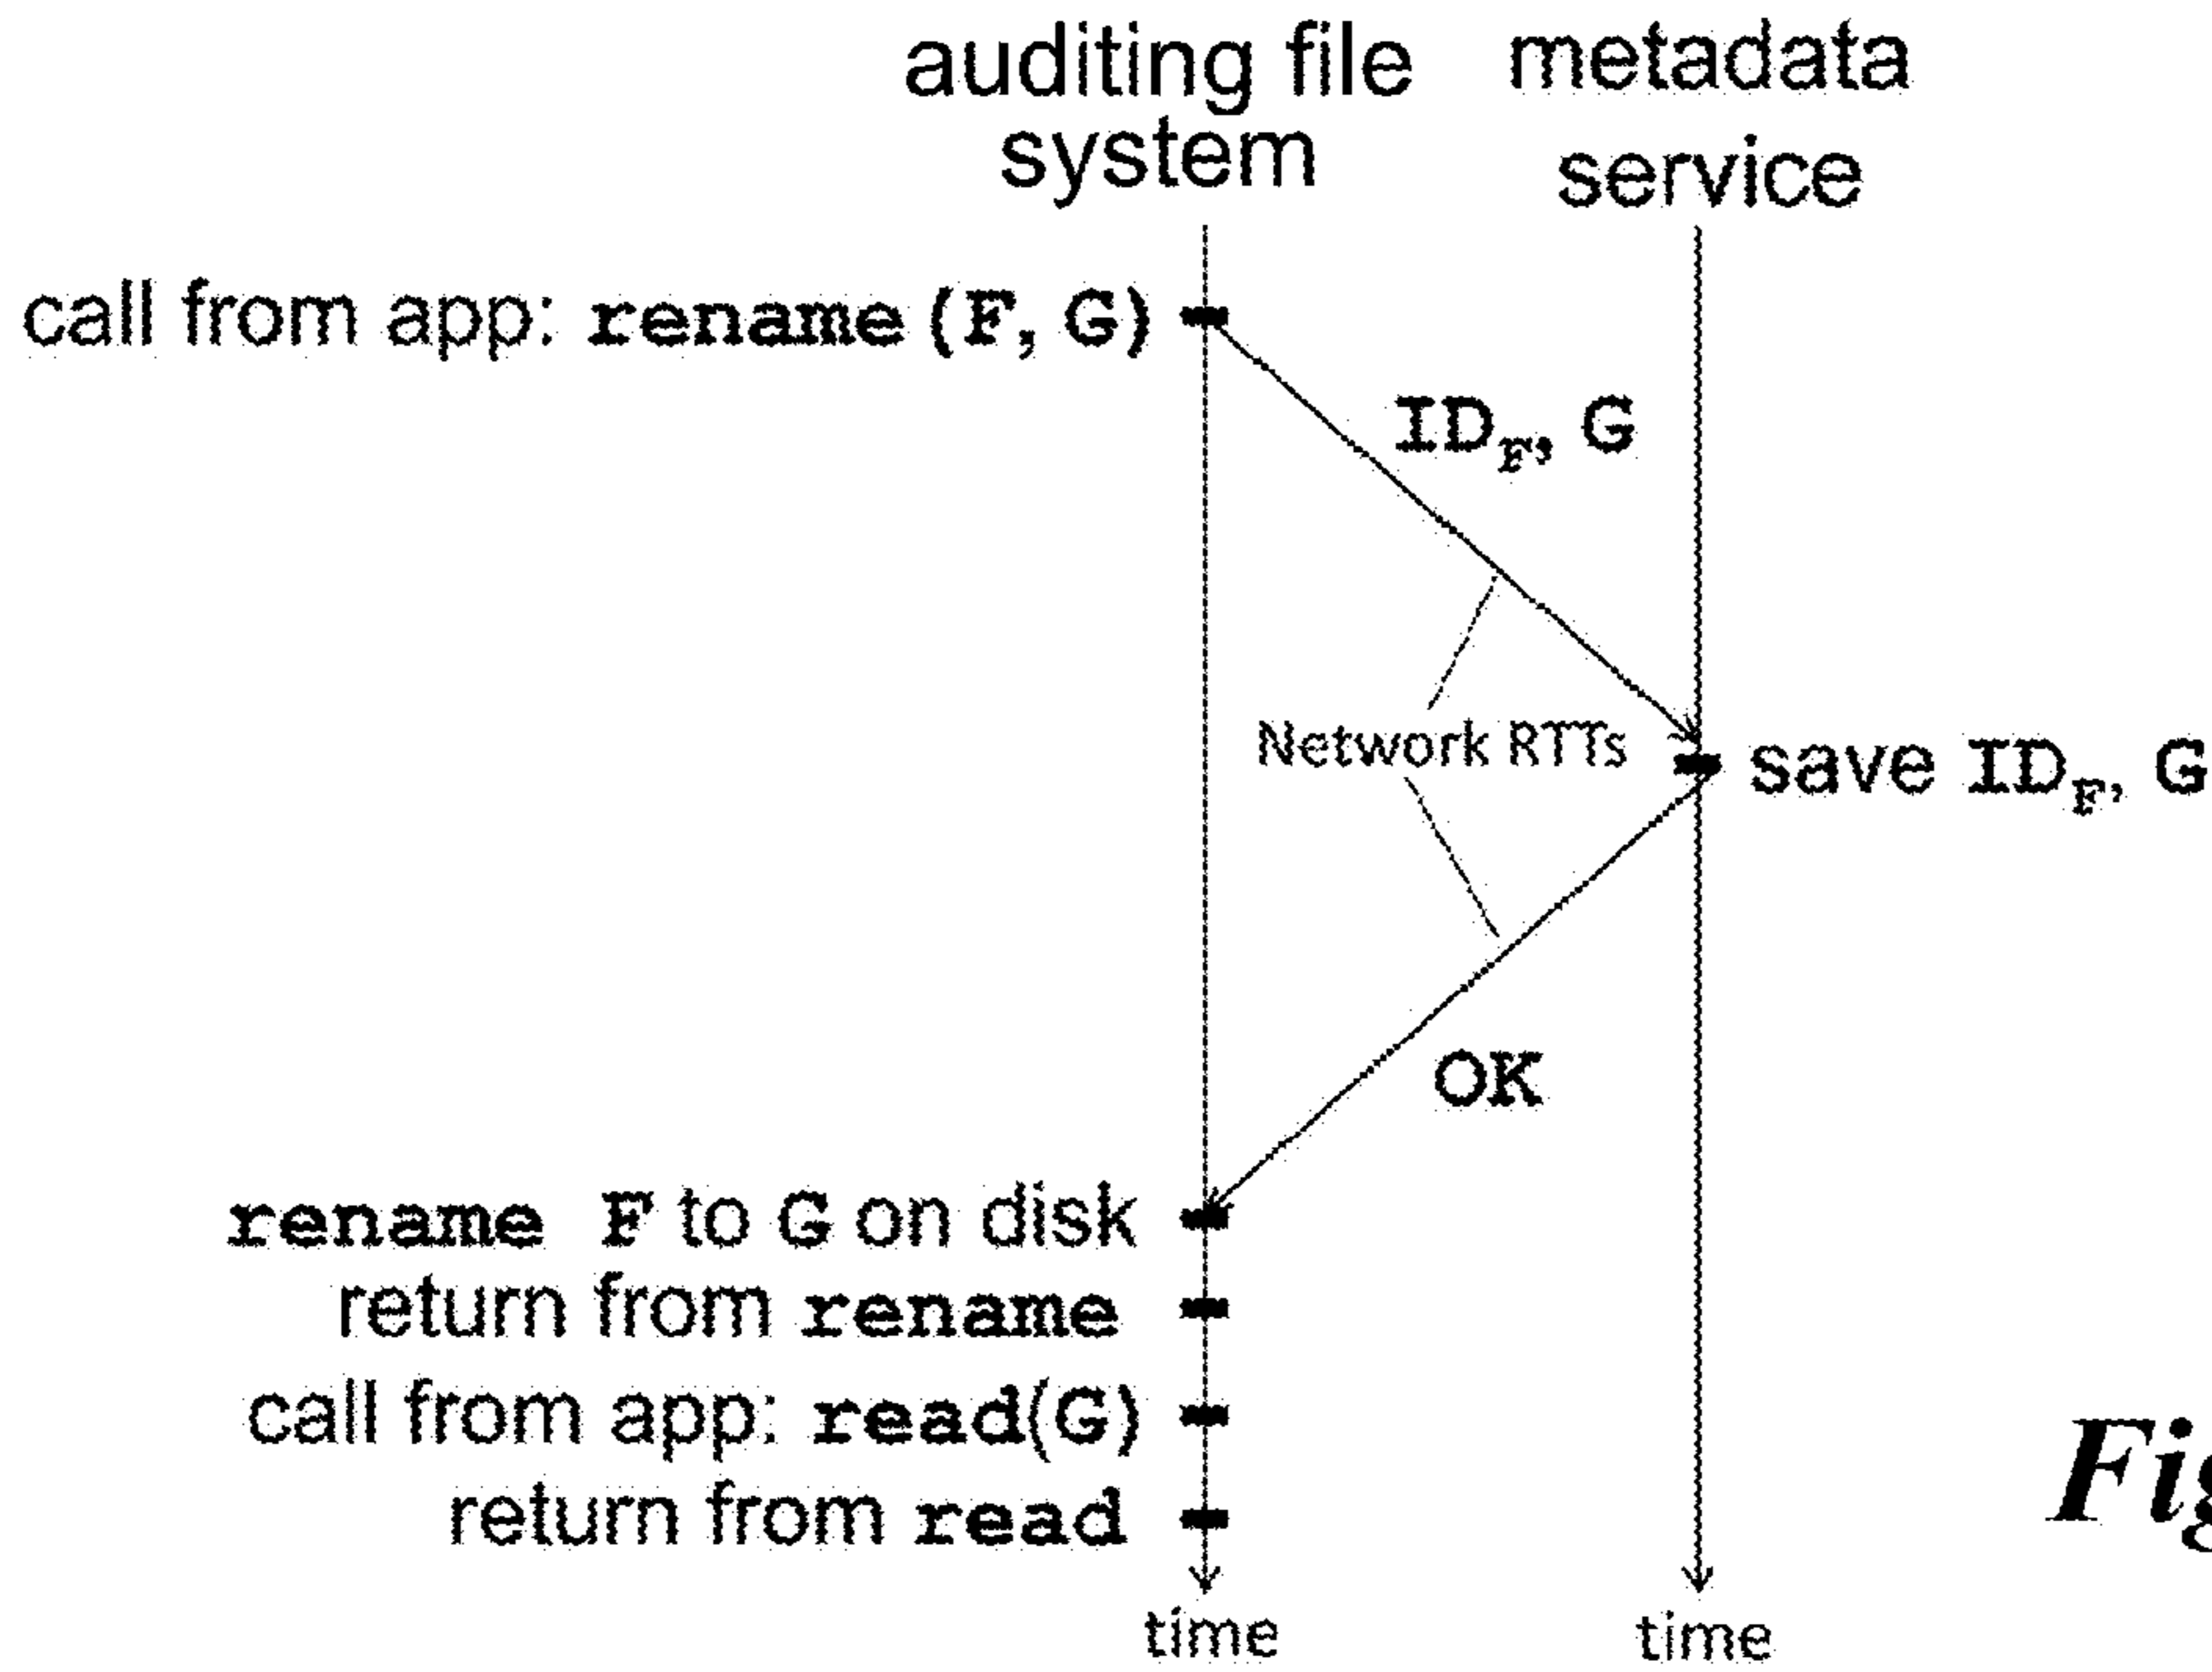 auditing file system
metadata service
call from app: rename(F, G)
ID_F, G
Network RTTs
save ID_F, G
OK
rename F to G on disk
return from rename
call from app: read(G)
return from read
time
time